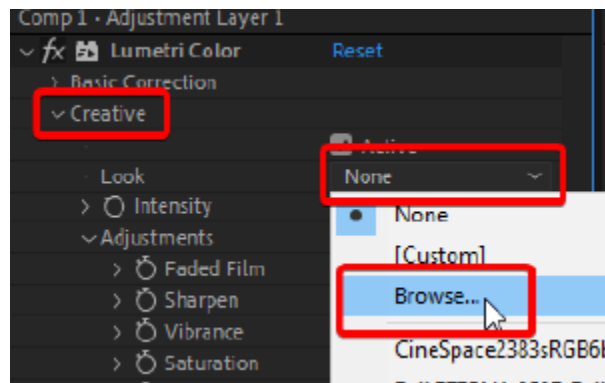 Comp 1 • Adjustment Layer 1
fx Lumetri Color Reset
Basic Correction
Creative
Active
Look None
Intensity None
Adjustments [Custom]
Faded Film
Sharpen Browse...
Vibrance
Saturation CineSpace2383sRGB6b